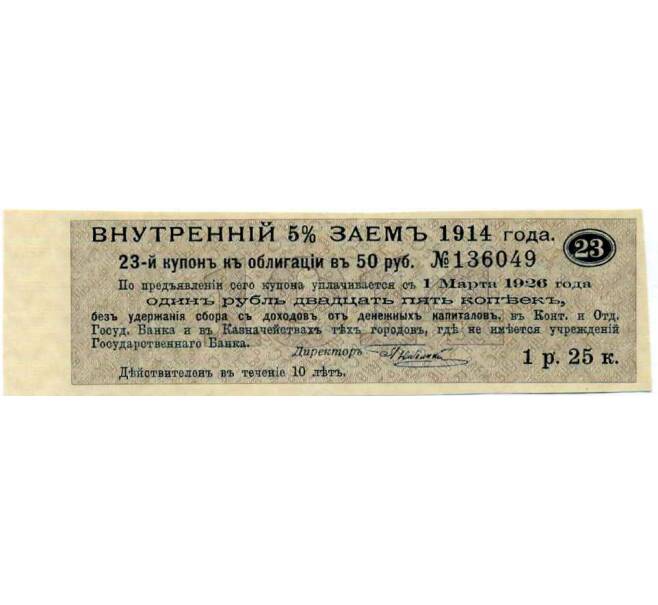 ВНУТРЕННІЙ 5% ЗАЕМЪ 1914 года.
23
23-й купонъ къ облигаціи въ 50 руб. №136049
По предъявленіи сего купона уплачивается съ 1 Марта 1926 года
одинъ рубль двадцать пять копѣекъ,
безъ удержанія сбора съ доходовъ отъ денежныхъ капиталовъ, въ Конт. и Отд.
Госуд. Банка и въ Казначействахъ тѣхъ городовъ, гдѣ не имѣется учрежденій
Государственнаго Банка.
Директоръ
1 р. 25 к.
Дѣйствителенъ въ теченіе 10 лѣтъ.